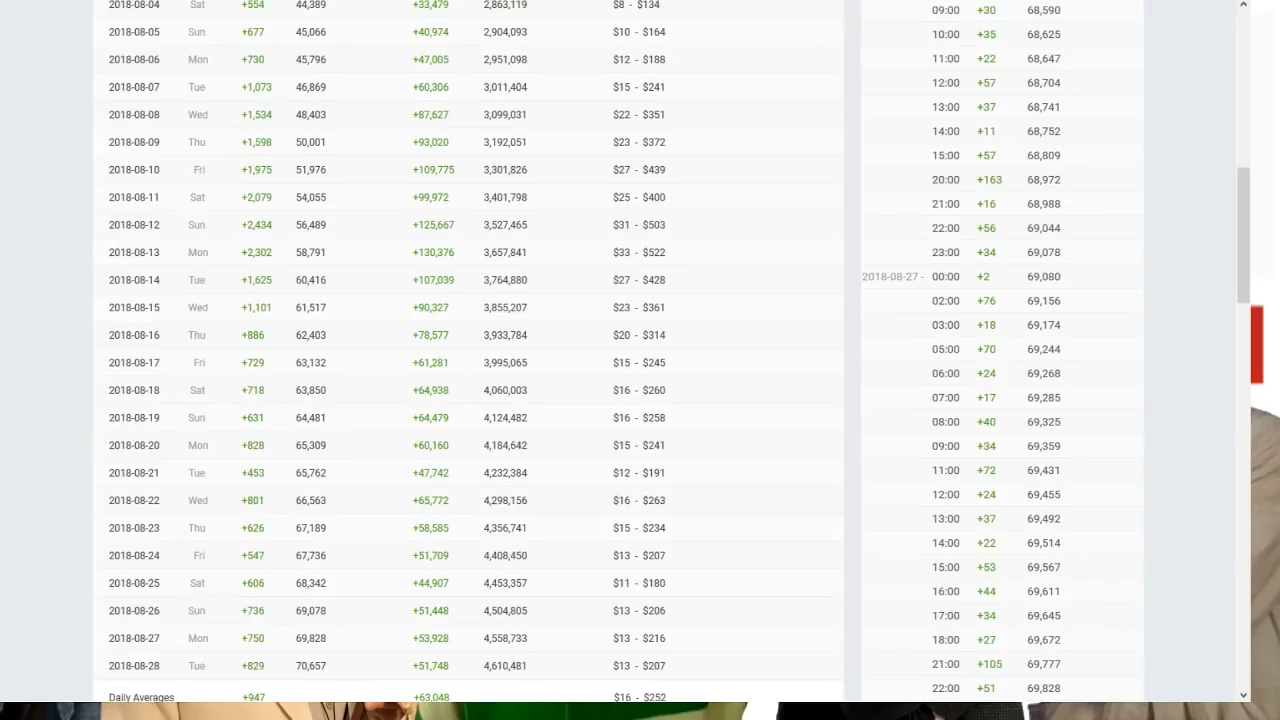 2018-08-04 Sat +554 44,389 +33,479 2,863,119 $8 - $134
2018-08-05 Sun +677 45,066 +40,974 2,904,093 $10 - $164
2018-08-06 Mon +730 45,796 +47,005 2,951,098 $12 - $188
2018-08-07 Tue +1,073 46,869 +60,306 3,011,404 $15 - $241
2018-08-08 Wed +1,534 48,403 +87,627 3,099,031 $22 - $351
2018-08-09 Thu +1,598 50,001 +93,020 3,192,051 $23 - $372
2018-08-10 Fri +1,975 51,976 +109,775 3,301,826 $27 - $439
2018-08-11 Sat +2,079 54,055 +99,972 3,401,798 $25 - $400
2018-08-12 Sun +2,434 56,489 +125,667 3,527,465 $31 - $503
2018-08-13 Mon +2,302 58,791 +130,376 3,657,841 $33 - $522
2018-08-14 Tue +1,625 60,416 +107,039 3,764,880 $27 - $428
2018-08-15 Wed +1,101 61,517 +90,327 3,855,207 $23 - $361
2018-08-16 Thu +886 62,403 +78,577 3,933,784 $20 - $314
2018-08-17 Fri +729 63,132 +61,281 3,995,065 $15 - $245
2018-08-18 Sat +718 63,850 +64,938 4,060,003 $16 - $260
2018-08-19 Sun +631 64,481 +64,479 4,124,482 $16 - $258
2018-08-20 Mon +828 65,309 +60,160 4,184,642 $15 - $241
2018-08-21 Tue +453 65,762 +47,742 4,232,384 $12 - $191
2018-08-22 Wed +801 66,563 +65,772 4,298,156 $16 - $263
2018-08-23 Thu +626 67,189 +58,585 4,356,741 $15 - $234
2018-08-24 Fri +547 67,736 +51,709 4,408,450 $13 - $207
2018-08-25 Sat +606 68,342 +44,907 4,453,357 $11 - $180
2018-08-26 Sun +736 69,078 +51,448 4,504,805 $13 - $206
2018-08-27 Mon +750 69,828 +53,928 4,558,733 $13 - $216
2018-08-28 Tue +829 70,657 +51,748 4,610,481 $13 - $207
Daily Averages +947 +63,048 $16 - $252
09:00 +30 68,590
10:00 +35 68,625
11:00 +22 68,647
12:00 +57 68,704
13:00 +37 68,741
14:00 +11 68,752
15:00 +57 68,809
20:00 +163 68,972
21:00 +16 68,988
22:00 +56 69,044
23:00 +34 69,078
2018-08-27 - 00:00 +2 69,080
02:00 +76 69,156
03:00 +18 69,174
05:00 +70 69,244
06:00 +24 69,268
07:00 +17 69,285
08:00 +40 69,325
09:00 +34 69,359
11:00 +72 69,431
12:00 +24 69,455
13:00 +37 69,492
14:00 +22 69,514
15:00 +53 69,567
16:00 +44 69,611
17:00 +34 69,645
18:00 +27 69,672
21:00 +105 69,777
22:00 +51 69,828